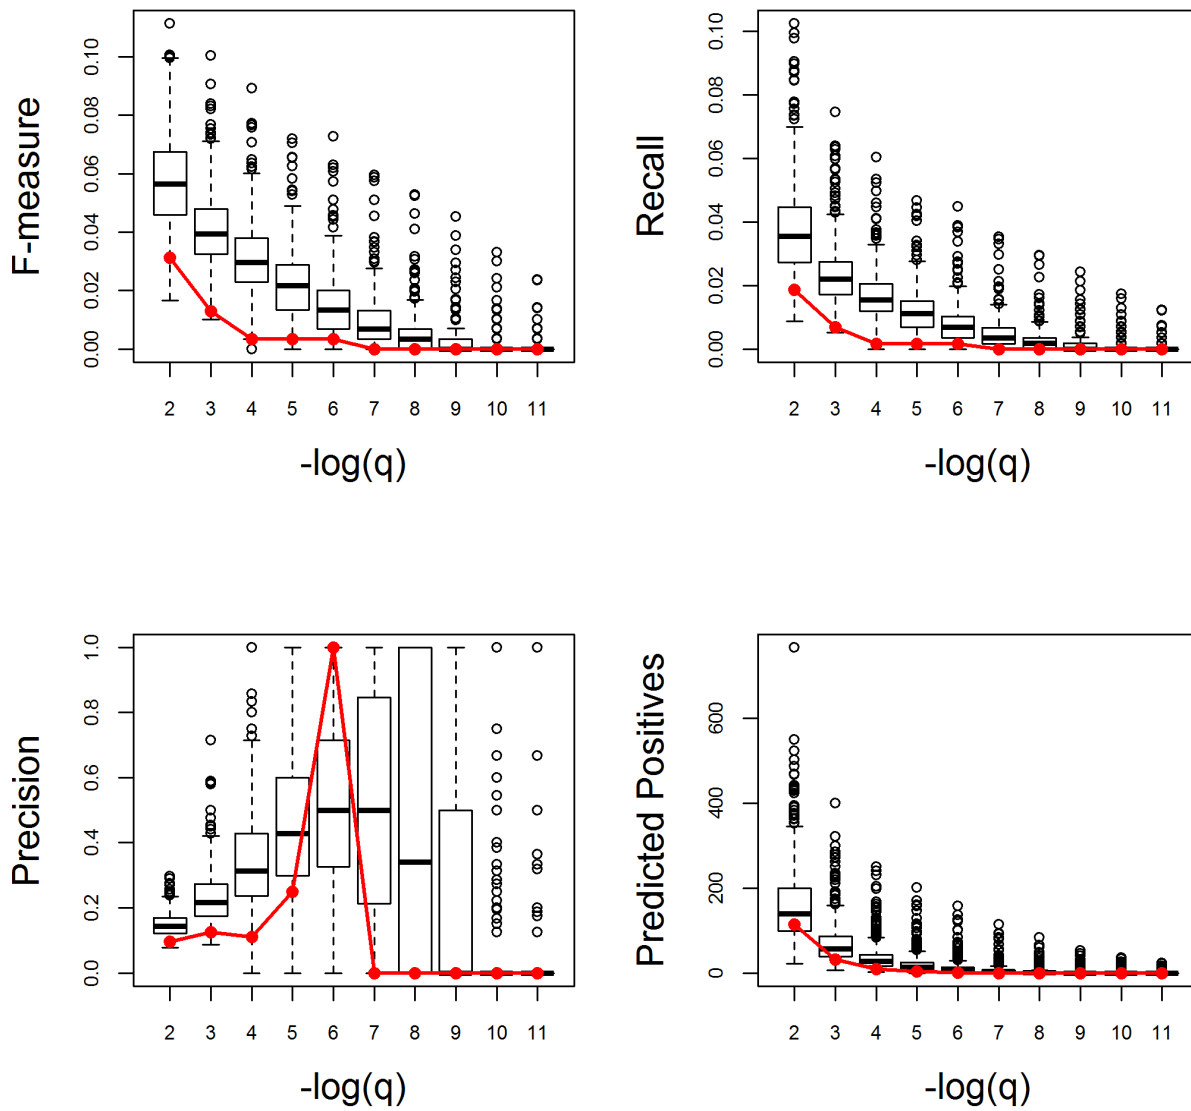 F-measure
0.00 0.02 0.04 0.06 0.08 0.10
2 3 4 5 6 7 8 9 10 11
-log(q)
Recall
0.00 0.02 0.04 0.06 0.08 0.10
2 3 4 5 6 7 8 9 10 11
-log(q)
Precision
0.0 0.2 0.4 0.6 0.8 1.0
2 3 4 5 6 7 8 9 10 11
-log(q)
Predicted Positives
0 200 400 600
2 3 4 5 6 7 8 9 10 11
-log(q)